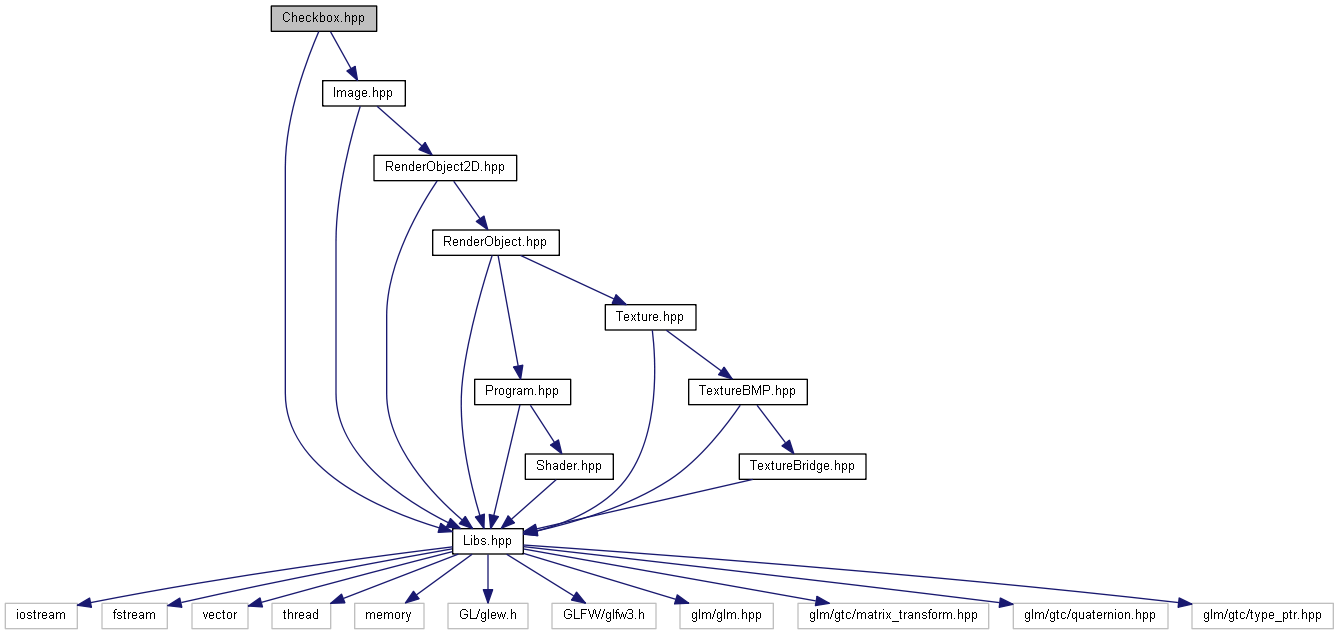 Checkbox.hpp
Image.hpp
RenderObject2D.hpp
RenderObject.hpp
Texture.hpp
Program.hpp
TextureBMP.hpp
Shader.hpp
TextureBridge.hpp
Libs.hpp
iostream
fstream
vector
thread
memory
GL/glew.h
GLFW/glfw3.h
glm/glm.hpp
glm/gtc/matrix_transform.hpp
glm/gtc/quaternion.hpp
glm/gtc/type_ptr.hpp